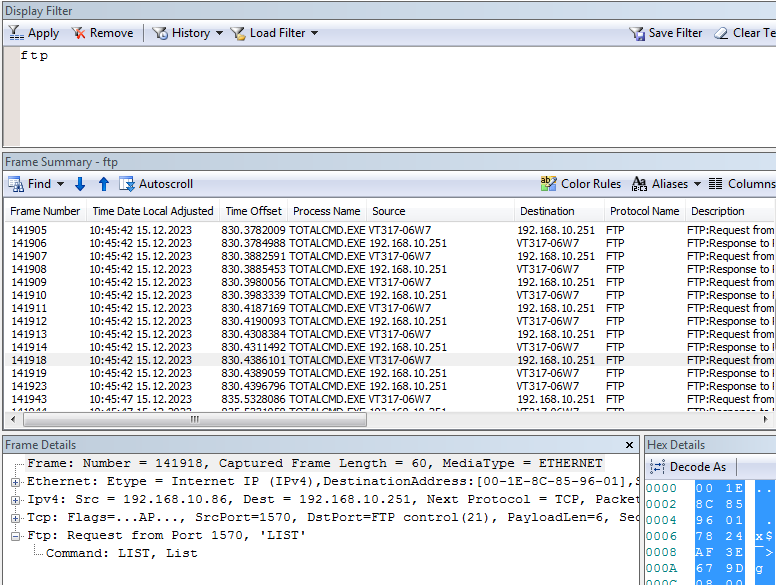 Display Filter
Apply Remove History Load Filter Save Filter Clear Te
ftp
Frame Summary - ftp
Find Autoscroll Color Rules Aliases Columns
Frame Number Time Date Local Adjusted Time Offset Process Name Source Destination Protocol Name Description
141905 10:45:42 15.12.2023 830.3782009 TOTALCMD.EXE VT317-06W7 192.168.10.251 FTP FTP:Request from
141906 10:45:42 15.12.2023 830.3784988 TOTALCMD.EXE 192.168.10.251 VT317-06W7 FTP FTP:Response to
141907 10:45:42 15.12.2023 830.3882591 TOTALCMD.EXE VT317-06W7 192.168.10.251 FTP FTP:Request from
141908 10:45:42 15.12.2023 830.3885453 TOTALCMD.EXE 192.168.10.251 VT317-06W7 FTP FTP:Response to
141909 10:45:42 15.12.2023 830.3980056 TOTALCMD.EXE VT317-06W7 192.168.10.251 FTP FTP:Request from
141910 10:45:42 15.12.2023 830.3983339 TOTALCMD.EXE 192.168.10.251 VT317-06W7 FTP FTP:Response to
141911 10:45:42 15.12.2023 830.4187169 TOTALCMD.EXE VT317-06W7 192.168.10.251 FTP FTP:Request from
141912 10:45:42 15.12.2023 830.4190093 TOTALCMD.EXE 192.168.10.251 VT317-06W7 FTP FTP:Response to
141913 10:45:42 15.12.2023 830.4308384 TOTALCMD.EXE VT317-06W7 192.168.10.251 FTP FTP:Request from
141914 10:45:42 15.12.2023 830.4311492 TOTALCMD.EXE 192.168.10.251 VT317-06W7 FTP FTP:Response to
141918 10:45:42 15.12.2023 830.4386101 TOTALCMD.EXE VT317-06W7 192.168.10.251 FTP FTP:Request from
141919 10:45:42 15.12.2023 830.4389059 TOTALCMD.EXE 192.168.10.251 VT317-06W7 FTP FTP:Response to
141923 10:45:42 15.12.2023 830.4396796 TOTALCMD.EXE 192.168.10.251 VT317-06W7 FTP FTP:Response to
141943 10:45:47 15.12.2023 835.5328086 TOTALCMD.EXE VT317-06W7 192.168.10.251 FTP FTP:Request from
Frame Details
Frame: Number = 141918, Captured Frame Length = 60, MediaType = ETHERNET
Ethernet: Etype = Internet IP (IPv4),DestinationAddress:[00-1E-8C-85-96-01],S
Ipv4: Src = 192.168.10.86, Dest = 192.168.10.251, Next Protocol = TCP, Packet
Tcp: Flags=...AP..., SrcPort=1570, DstPort=FTP control(21), PayloadLen=6, Seq
Ftp: Request from Port 1570, 'LIST'
Command: LIST, List
Hex Details
Decode As
0000 00 1E ..
0002 8C 85
0004 96 01 .
0006 78 24 x$
0008 AF 3E ¯>
000A 67 9D g
000C 08 00